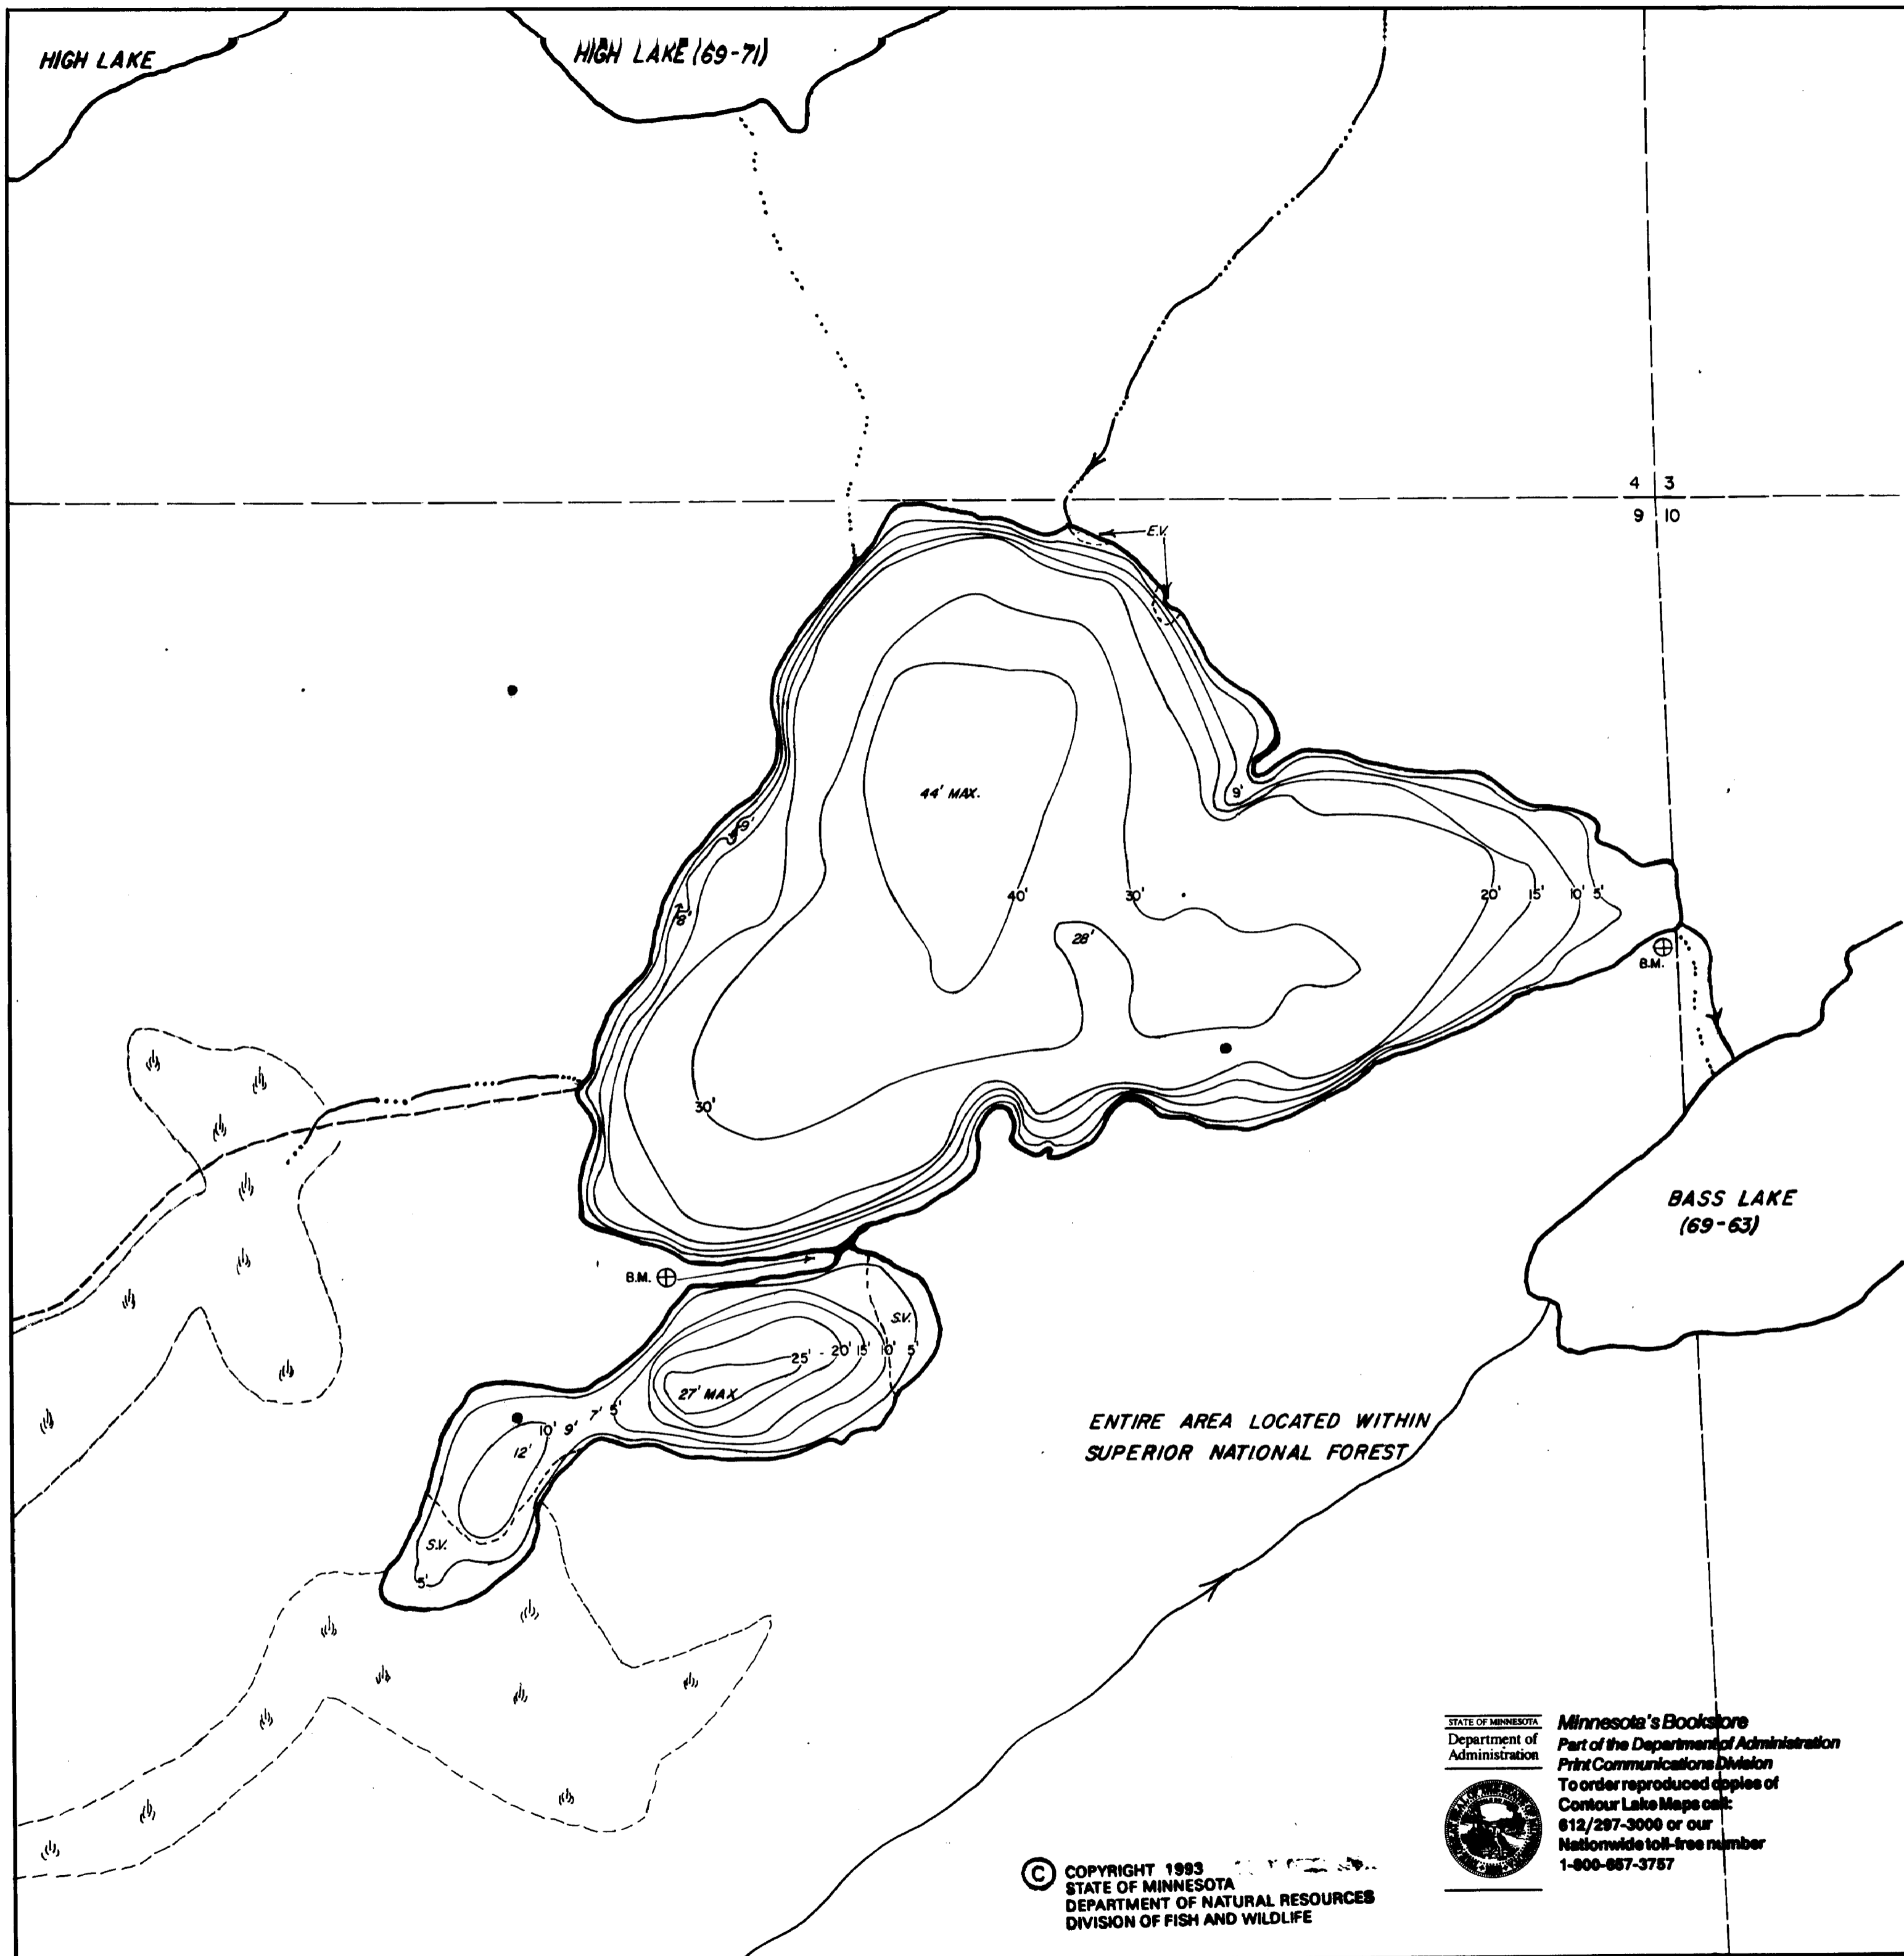 HIGH LAKE
HIGH LAKE (69-71)
4 3
9 10
E.V.
44' MAX.
9'
9'
8'
40'
30'
20'
15'
10'
5'
28'
B.M.
30'
BASS LAKE
(69-63)
B.M.
S.V.
25'
20'
15'
10'
5'
27' MAX
5'
7'
9'
10'
12'
S.V.
5'
ENTIRE AREA LOCATED WITHIN
SUPERIOR NATIONAL FOREST
STATE OF MINNESOTA
Department of
Administration
Minnesota's Bookstore
Part of the Department of Administration
Print Communications Division
To order reproduced copies of
Contour Lake Maps call:
612/297-3000 or our
Nationwide toll-free number
1-800-657-3757
© COPYRIGHT 1993
STATE OF MINNESOTA
DEPARTMENT OF NATURAL RESOURCES
DIVISION OF FISH AND WILDLIFE